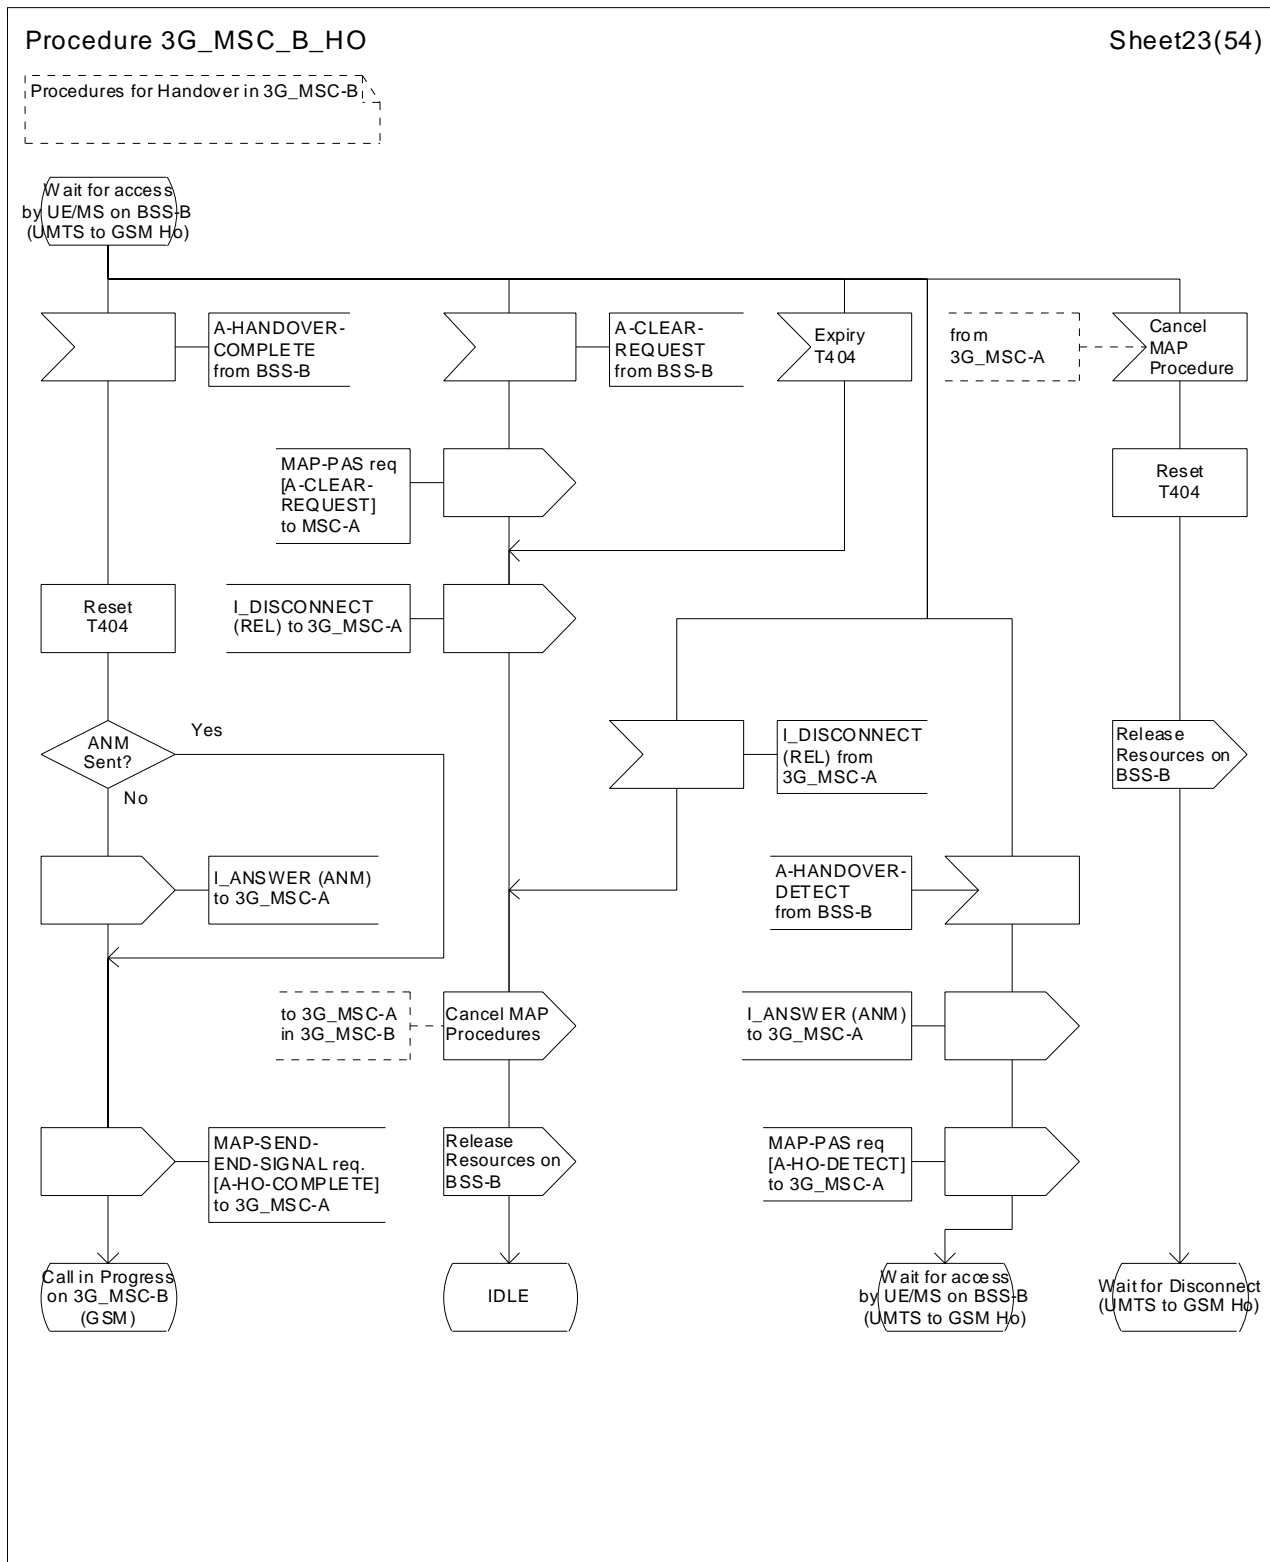 Procedure 3G_MSC_B_HO
Sheet23(54)
Procedures for Handover in 3G_MSC-B
Wait for access
by UE/MS on BSS-B
(UMTS to GSM Ho)
A-HANDOVER-
COMPLETE
from BSS-B
A-CLEAR-
REQUEST
from BSS-B
Expiry
T404
from
3G_MSC-A
Cancel
MAP
Procedure
MAP-PAS req
[A-CLEAR-
REQUEST]
to MSC-A
Reset
T404
Reset
T404
I_DISCONNECT
(REL) to 3G_MSC-A
ANM
Sent?
Yes
No
I_DISCONNECT
(REL) from
3G_MSC-A
Release
Resources on
BSS-B
I_ANSWER (ANM)
to 3G_MSC-A
A-HANDOVER-
DETECT
from BSS-B
to 3G_MSC-A
in 3G_MSC-B
Cancel MAP
Procedures
I_ANSWER (ANM)
to 3G_MSC-A
MAP-SEND-
END-SIGNAL req.
[A-HO-COMPLETE]
to 3G_MSC-A
Release
Resources on
BSS-B
MAP-PAS req
[A-HO-DETECT]
to 3G_MSC-A
Call in Progress
on 3G_MSC-B
(GSM)
IDLE
Wait for access
by UE/MS on BSS-B
(UMTS to GSM Ho)
Wait for Disconnect
(UMTS to GSM Ho)